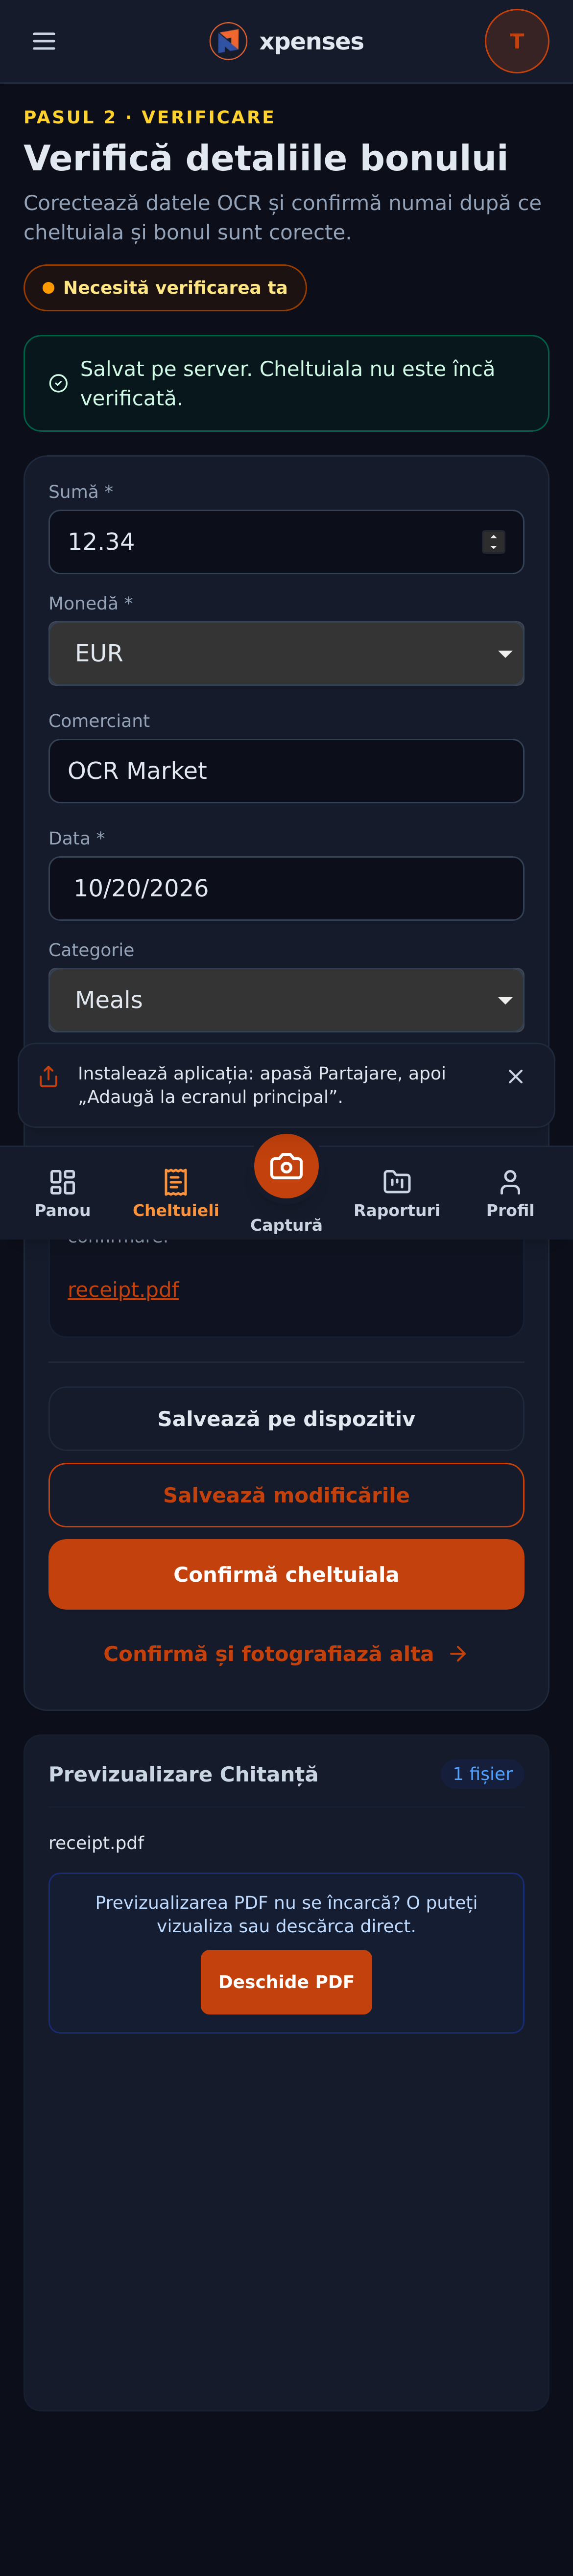 xpenses
T
PASUL 2 · VERIFICARE
Verifică detaliile bonului
Corectează datele OCR și confirmă numai după ce
cheltuiala și bonul sunt corecte.
Necesită verificarea ta
Salvat pe server. Cheltuiala nu este încă
verificată.
Sumă *
12.34
Monedă *
EUR
Comerciant
OCR Market
Data *
10/20/2026
Categorie
Meals
Instalează aplicația: apasă Partajare, apoi
„Adaugă la ecranul principal”.
Panou
Cheltuieli
Captură
Raporturi
Profil
confirmare.
receipt.pdf
Salvează pe dispozitiv
Salvează modificările
Confirmă cheltuiala
Confirmă și fotografiază alta →
Previzualizare Chitanță
1 fișier
receipt.pdf
Previzualizarea PDF nu se încarcă? O puteți
vizualiza sau descărca direct.
Deschide PDF